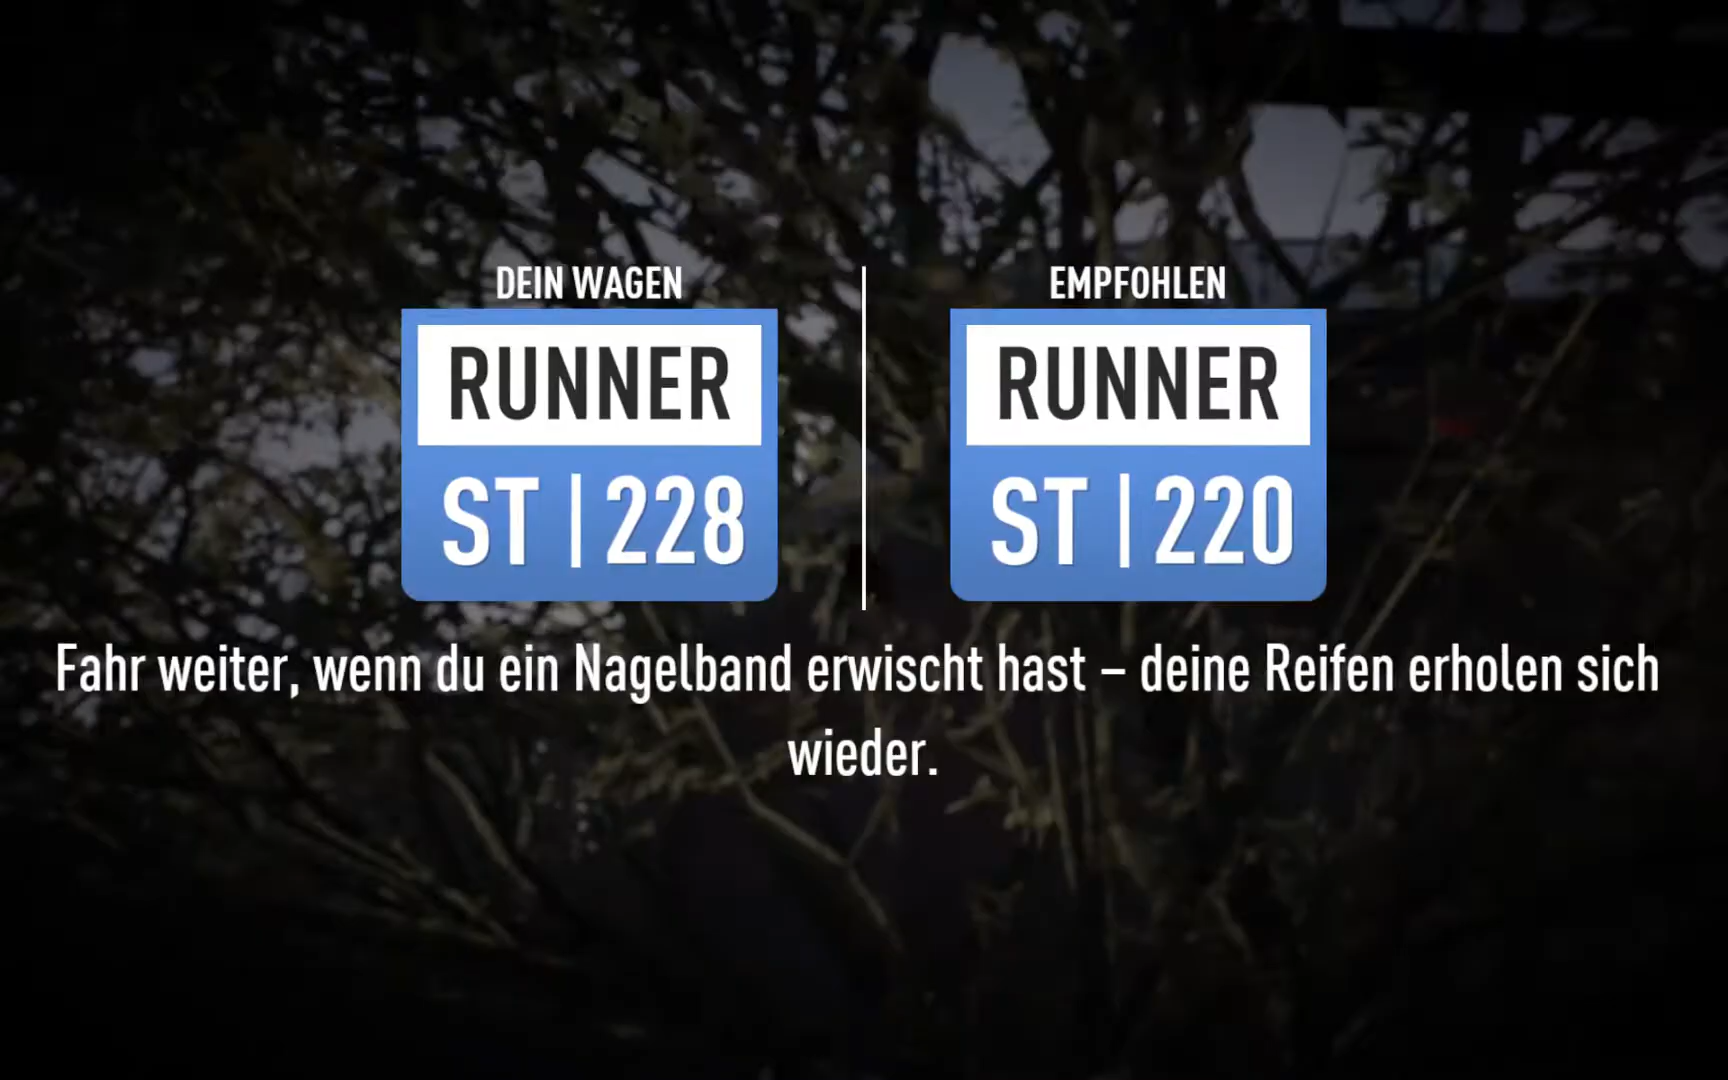 DEIN WAGEN
RUNNER
ST | 228
EMPFOHLEN
RUNNER
ST | 220
Fahr weiter, wenn du ein Nagelband erwischt hast – deine Reifen erholen sich
wieder.